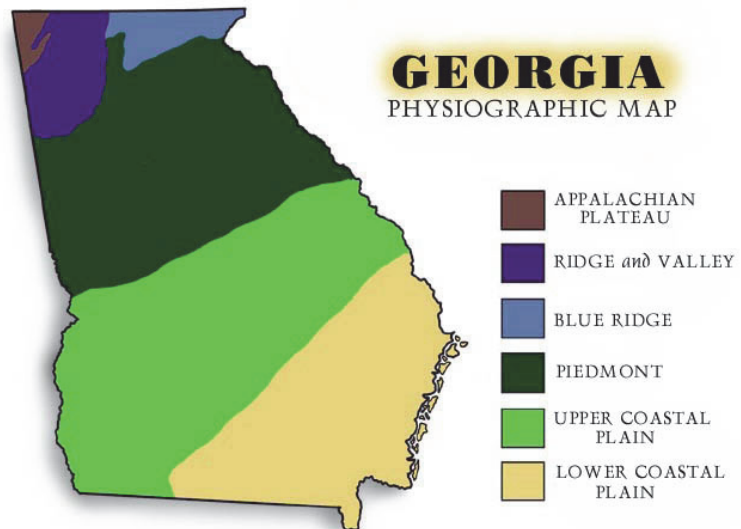 GEORGIA
PHYSIOGRAPHIC MAP
APPALACHIAN
PLATEAU
RIDGE and VALLEY
BLUE RIDGE
PIEDMONT
UPPER COASTAL
PLAIN
LOWER COASTAL
PLAIN